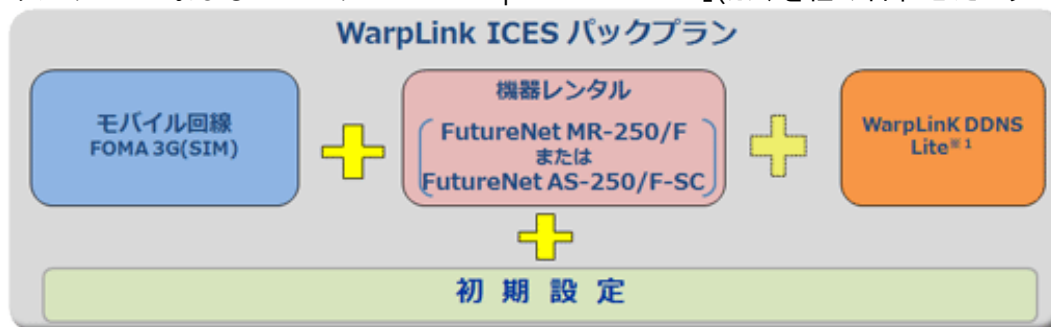 WarpLink ICES パックプラン
モバイル回線
FOMA 3G(SIM)
機器レンタル
FutureNet MR-250/F
または
FutureNet AS-250/F-SC
WarpLinK DDNS
Lite※1
初 期 設 定